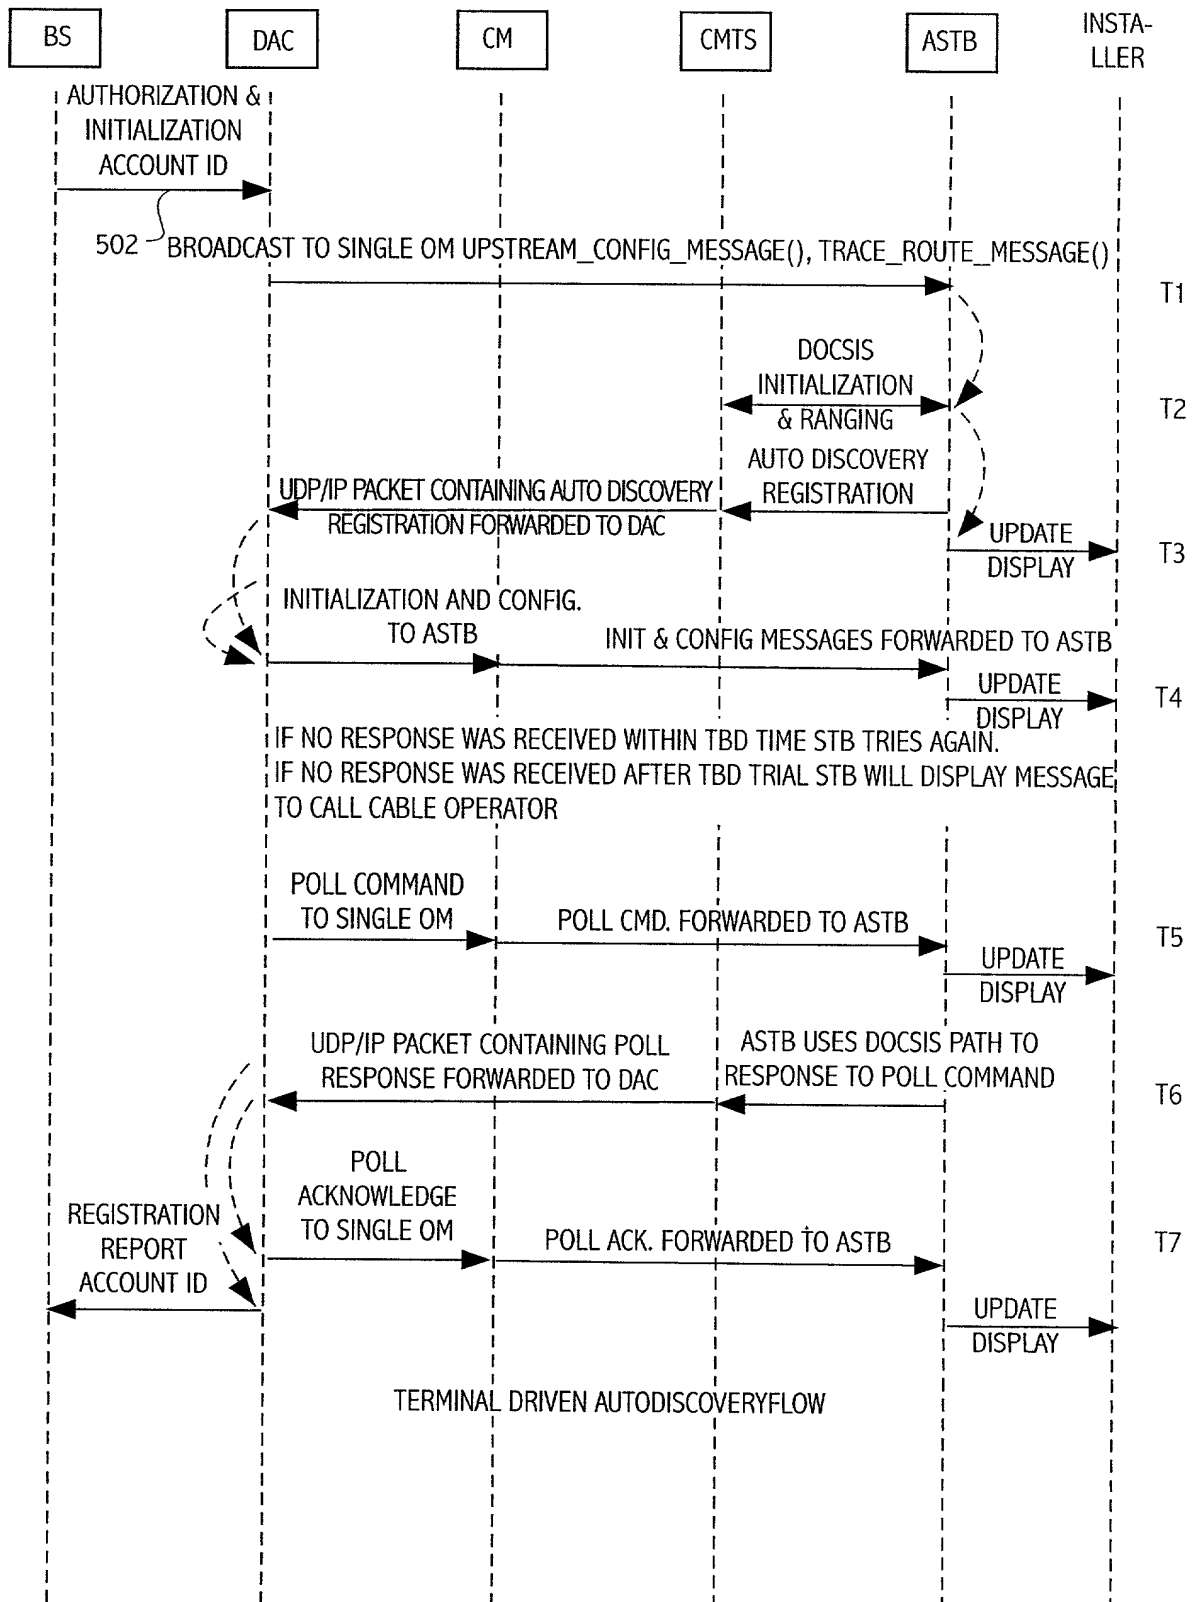 BS
DAC
CM
CMTS
ASTB
INSTA-
LLER
AUTHORIZATION &
INITIALIZATION
ACCOUNT ID
502
BROADCAST TO SINGLE OM UPSTREAM_CONFIG_MESSAGE(), TRACE_ROUTE_MESSAGE()
T1
DOCSIS
INITIALIZATION
& RANGING
T2
AUTO DISCOVERY
REGISTRATION
UDP/IP PACKET CONTAINING AUTO DISCOVERY
REGISTRATION FORWARDED TO DAC
UPDATE
DISPLAY
T3
INITIALIZATION AND CONFIG.
TO ASTB
INIT & CONFIG MESSAGES FORWARDED TO ASTB
UPDATE
DISPLAY
T4
IF NO RESPONSE WAS RECEIVED WITHIN TBD TIME STB TRIES AGAIN.
IF NO RESPONSE WAS RECEIVED AFTER TBD TRIAL STB WILL DISPLAY MESSAGE
TO CALL CABLE OPERATOR
POLL COMMAND
TO SINGLE OM
POLL CMD. FORWARDED TO ASTB
T5
UPDATE
DISPLAY
UDP/IP PACKET CONTAINING POLL
RESPONSE FORWARDED TO DAC
ASTB USES DOCSIS PATH TO
RESPONSE TO POLL COMMAND
T6
POLL
ACKNOWLEDGE
TO SINGLE OM
REGISTRATION
REPORT
ACCOUNT ID
POLL ACK. FORWARDED TO ASTB
T7
UPDATE
DISPLAY
TERMINAL DRIVEN AUTODISCOVERYFLOW